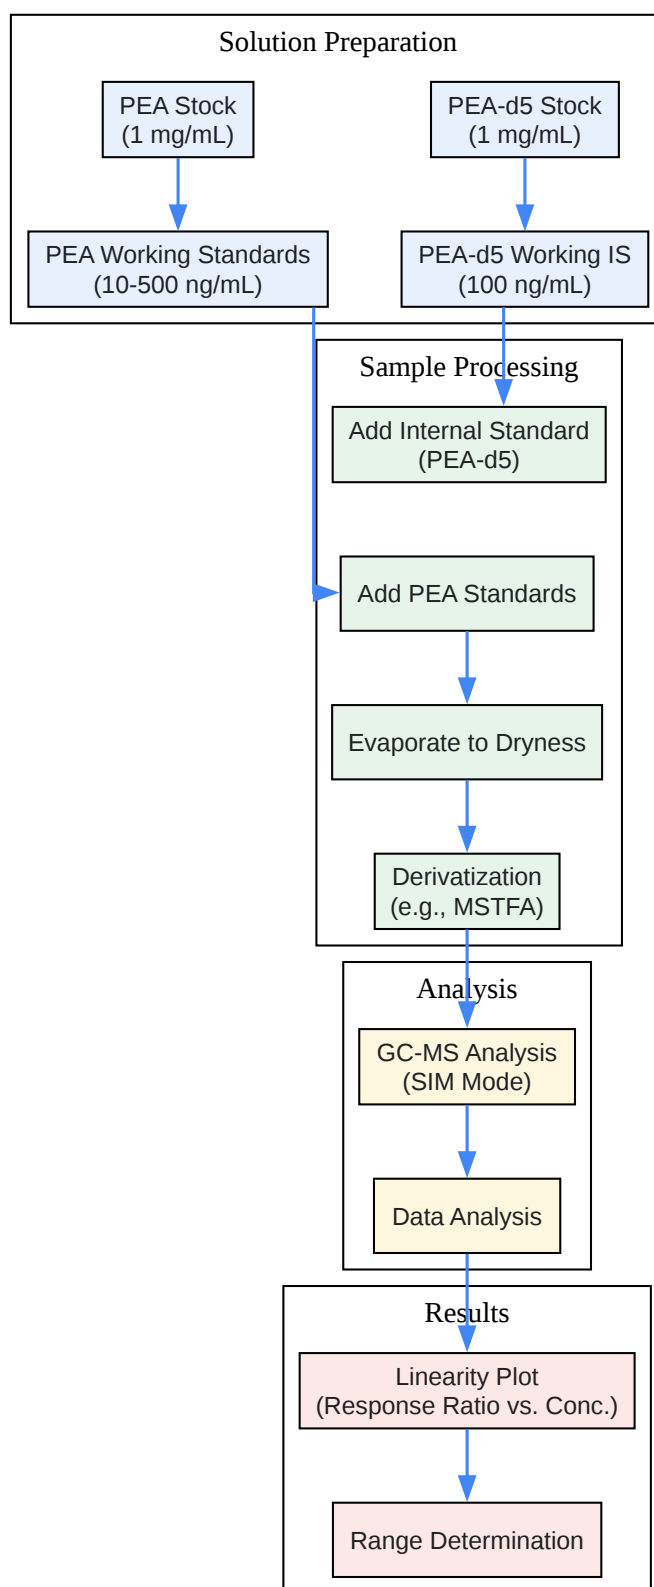 Solution Preparation
PEA Stock
(1 mg/mL)
PEA-d5 Stock
(1 mg/mL)
PEA Working Standards
(10-500 ng/mL)
PEA-d5 Working IS
(100 ng/mL)
Sample Processing
Add Internal Standard
(PEA-d5)
Add PEA Standards
Evaporate to Dryness
Derivatization
(e.g., MSTFA)
Analysis
GC-MS Analysis
(SIM Mode)
Data Analysis
Results
Linearity Plot
(Response Ratio vs. Conc.)
Range Determination